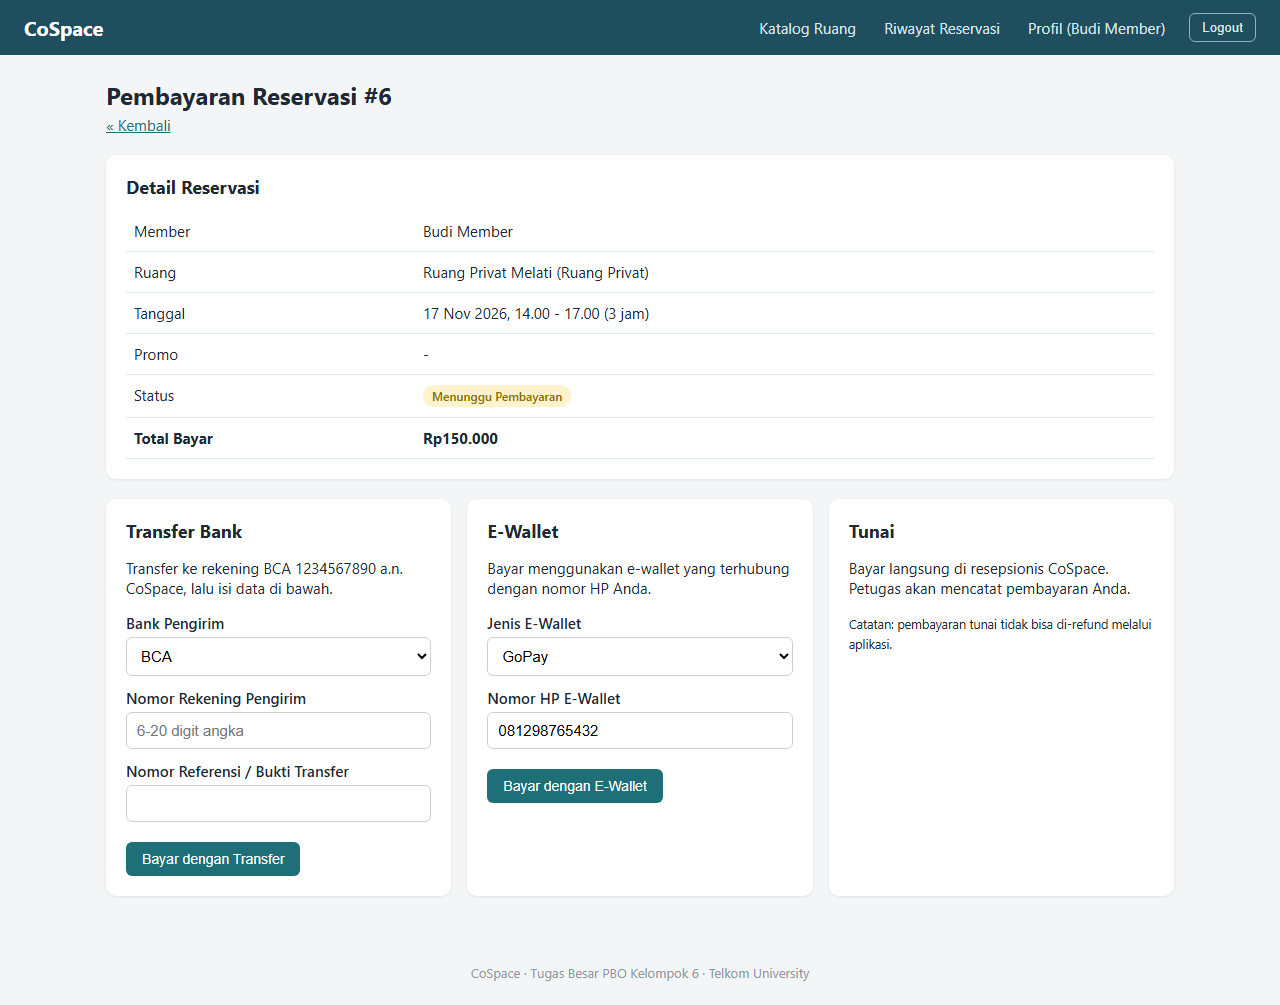 CoSpace
Katalog Ruang
Riwayat Reservasi
Profil (Budi Member)
Logout
Pembayaran Reservasi #6
« Kembali
Detail Reservasi
Member Budi Member
Ruang Ruang Privat Melati (Ruang Privat)
Tanggal 17 Nov 2026, 14.00 - 17.00 (3 jam)
Promo -
Status Menunggu Pembayaran
Total Bayar Rp150.000
Transfer Bank
Transfer ke rekening BCA 1234567890 a.n.
CoSpace, lalu isi data di bawah.
Bank Pengirim
BCA
Nomor Rekening Pengirim
6-20 digit angka
Nomor Referensi / Bukti Transfer
Bayar dengan Transfer
E-Wallet
Bayar menggunakan e-wallet yang terhubung
dengan nomor HP Anda.
Jenis E-Wallet
GoPay
Nomor HP E-Wallet
081298765432
Bayar dengan E-Wallet
Tunai
Bayar langsung di resepsionis CoSpace.
Petugas akan mencatat pembayaran Anda.
Catatan: pembayaran tunai tidak bisa di-refund melalui
aplikasi.
CoSpace · Tugas Besar PBO Kelompok 6 · Telkom University